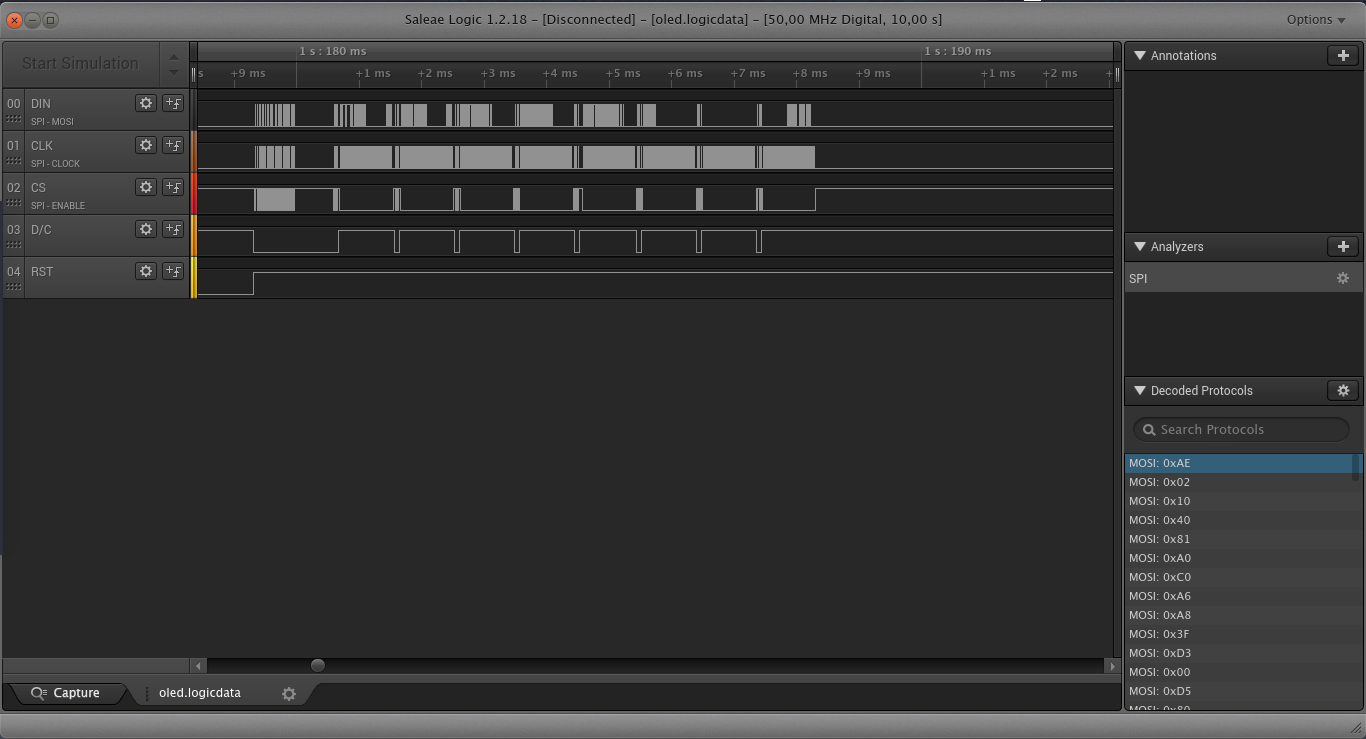 Saleae Logic 1.2.18 – [Disconnected] – [oled.logicdata] – [50,00 MHz Digital, 10,00 s]
Options
Start Simulation
1 s : 180 ms
1 s : 190 ms
s
+9 ms
+1 ms
+2 ms
+3 ms
+4 ms
+5 ms
+6 ms
+7 ms
+8 ms
+9 ms
+1 ms
+2 ms
+
00 DIN
SPI - MOSI
01 CLK
SPI - CLOCK
02 CS
SPI - ENABLE
03 D/C
04 RST
Capture
oled.logicdata
Annotations
Analyzers
SPI
Decoded Protocols
Search Protocols
MOSI: 0xAE
MOSI: 0x02
MOSI: 0x10
MOSI: 0x40
MOSI: 0x81
MOSI: 0xA0
MOSI: 0xC0
MOSI: 0xA6
MOSI: 0xA8
MOSI: 0x3F
MOSI: 0xD3
MOSI: 0x00
MOSI: 0xD5
MOSI: 0x80